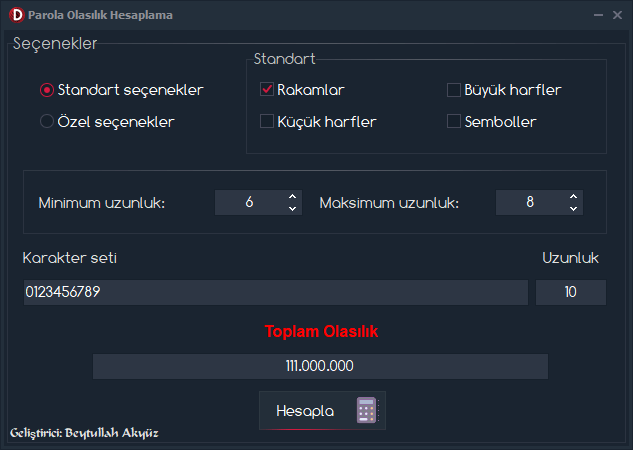 D Parola Olasılık Hesaplama
Seçenekler
Standart
Standart seçenekler
Rakamlar
Büyük harfler
Özel seçenekler
Küçük harfler
Semboller
Minimum uzunluk: 6
Maksimum uzunluk: 8
Karakter seti
Uzunluk
0123456789
10
Toplam Olasılık
111.000.000
Hesapla
Geliştirici: Beytullah Akyüz